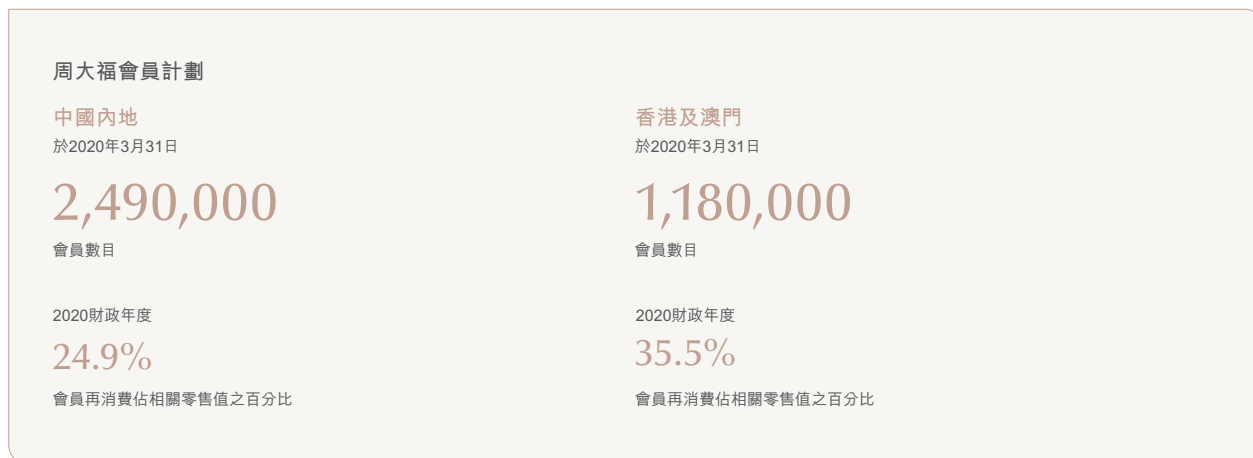 周大福會員計劃
中國內地
於2020年3月31日
2,490,000
會員數目
2020財政年度
24.9%
會員再消費佔相關零售值之百分比
香港及澳門
於2020年3月31日
1,180,000
會員數目
2020財政年度
35.5%
會員再消費佔相關零售值之百分比